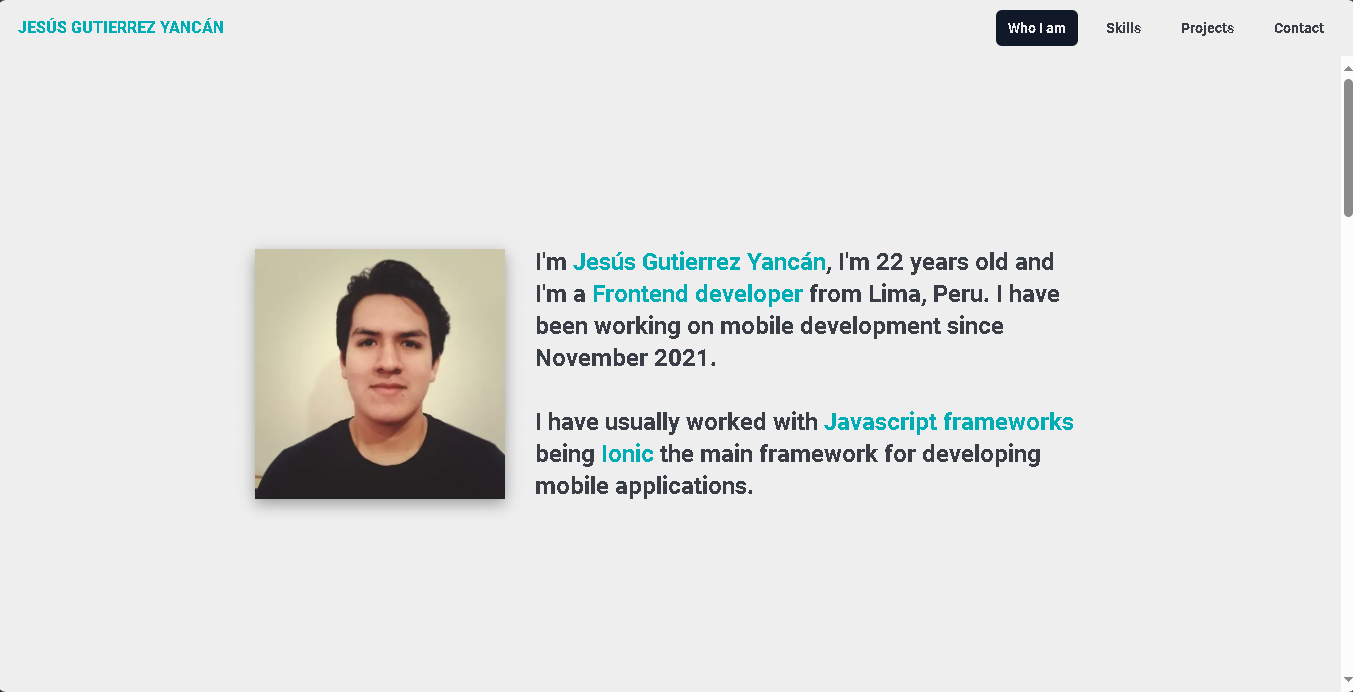 JESÚS GUTIERREZ YANCÁN
Who I am
Skills
Projects
Contact
I'm Jesús Gutierrez Yancán, I'm 22 years old and
I'm a Frontend developer from Lima, Peru. I have
been working on mobile development since
November 2021.
I have usually worked with Javascript frameworks
being Ionic the main framework for developing
mobile applications.